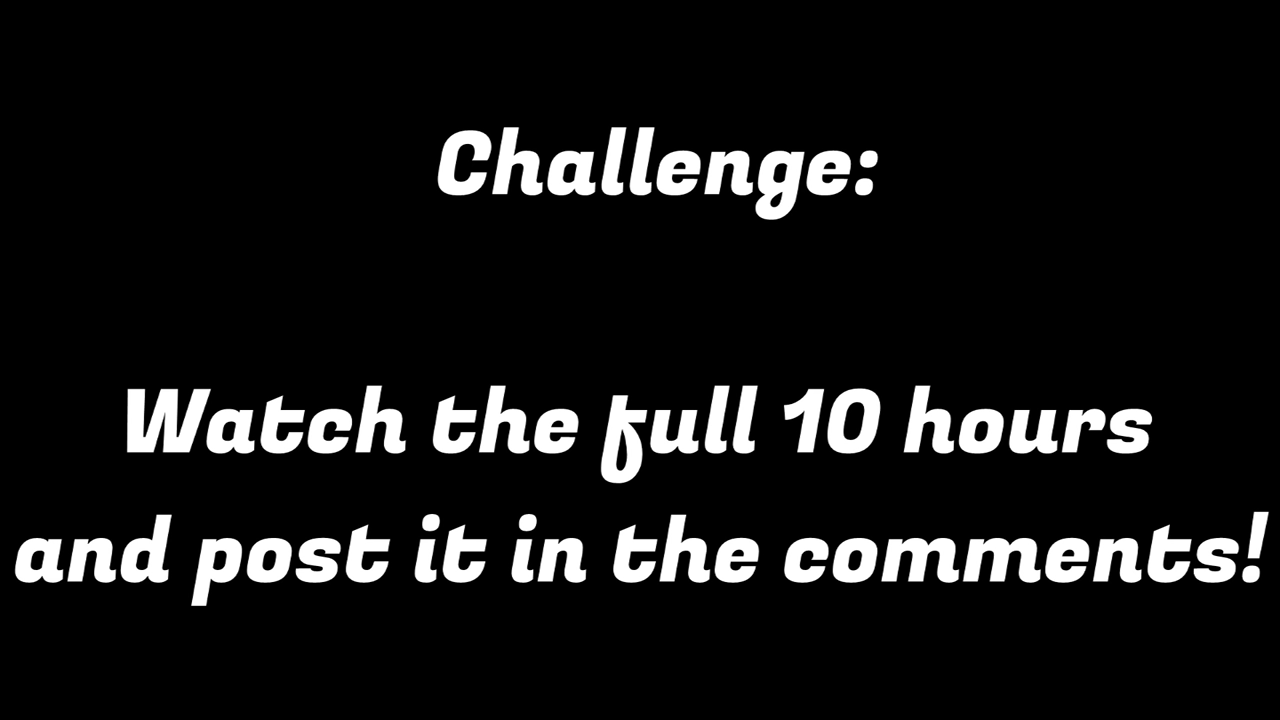 Challenge:
Watch the full 10 hours
and post it in the comments!